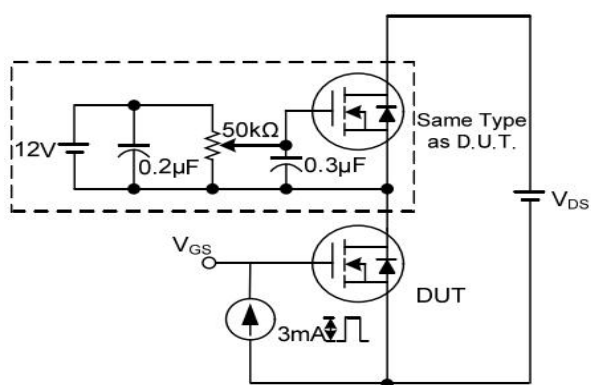 50kΩ
Same Type
as D.U.T.
12V
0.2μF
0.3μF
VDS
VGS
DUT
3mA